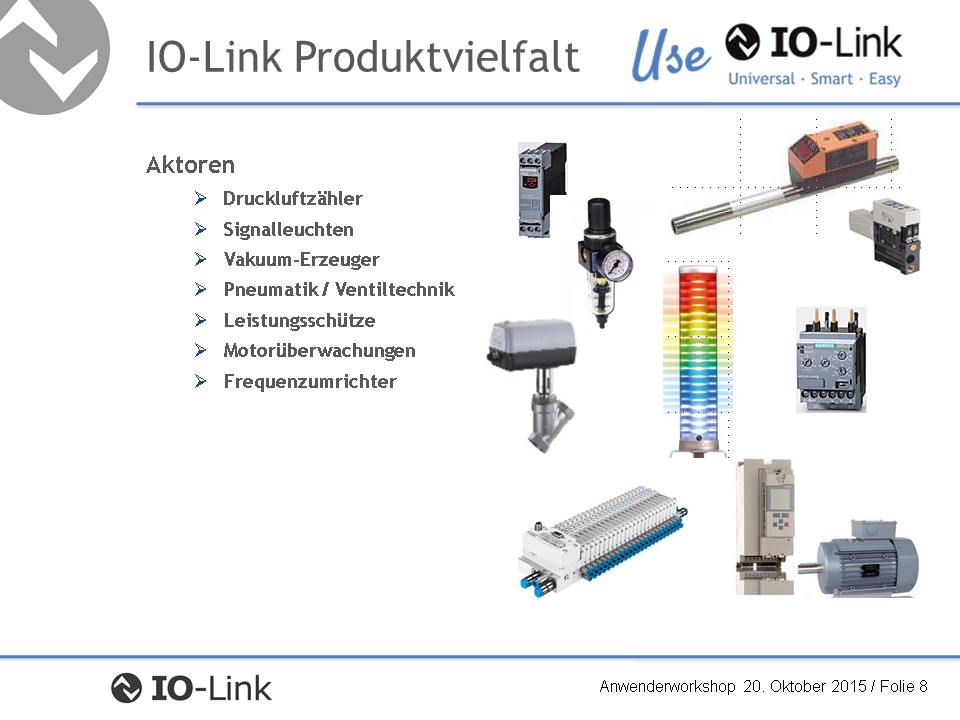 IO-Link Produktvielfalt
Use IO-Link
Universal · Smart · Easy
Aktoren
Druckluftzähler
Signalleuchten
Vakuum-Erzeuger
Pneumatik / Ventiltechnik
Leistungsschütze
Motorüberwachungen
Frequenzumrichter
SIEMENS
IO-Link
Anwenderworkshop 20. Oktober 2015 / Folie 8